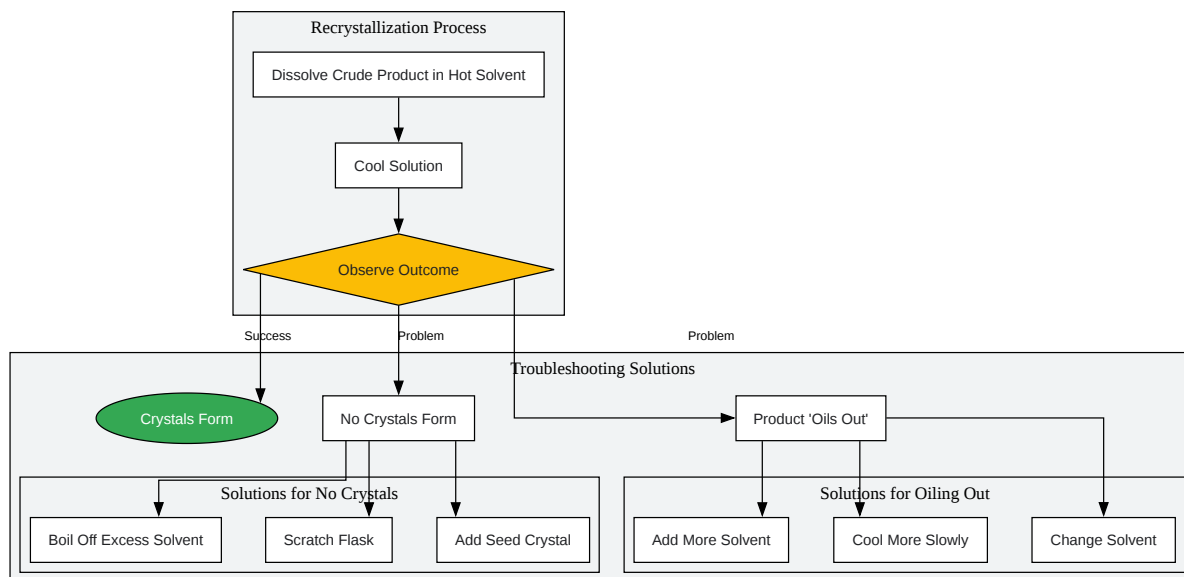 Recrystallization Process
Dissolve Crude Product in Hot Solvent
Cool Solution
Observe Outcome
Success
Problem
Problem
Troubleshooting Solutions
Crystals Form
No Crystals Form
Product 'Oils Out'
Solutions for No Crystals
Solutions for Oiling Out
Boil Off Excess Solvent
Scratch Flask
Add Seed Crystal
Add More Solvent
Cool More Slowly
Change Solvent